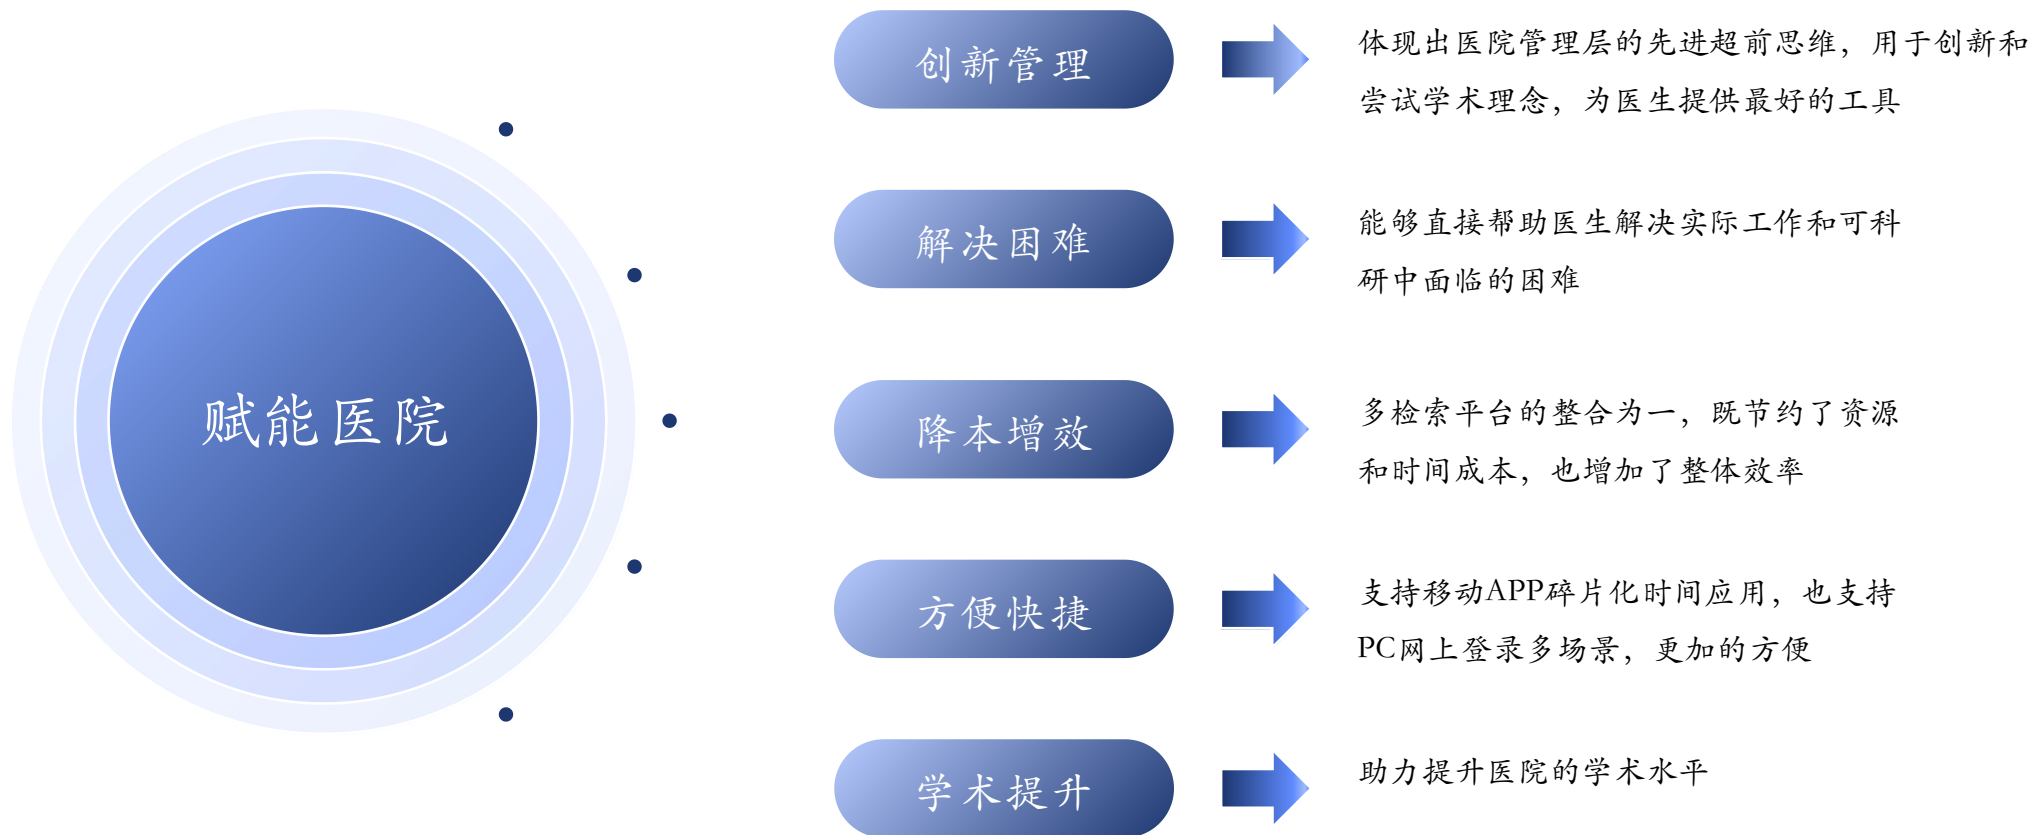 赋能医院
创新管理
体现出医院管理层的先进超前思维，用于创新和
尝试学术理念，为医生提供最好的工具
解决困难
能够直接帮助医生解决实际工作和可科
研中面临的困难
降本增效
多检索平台的整合为一，既节约了资源
和时间成本，也增加了整体效率
方便快捷
支持移动APP碎片化时间应用，也支持
PC网上登录多场景，更加的方便
学术提升
助力提升医院的学术水平